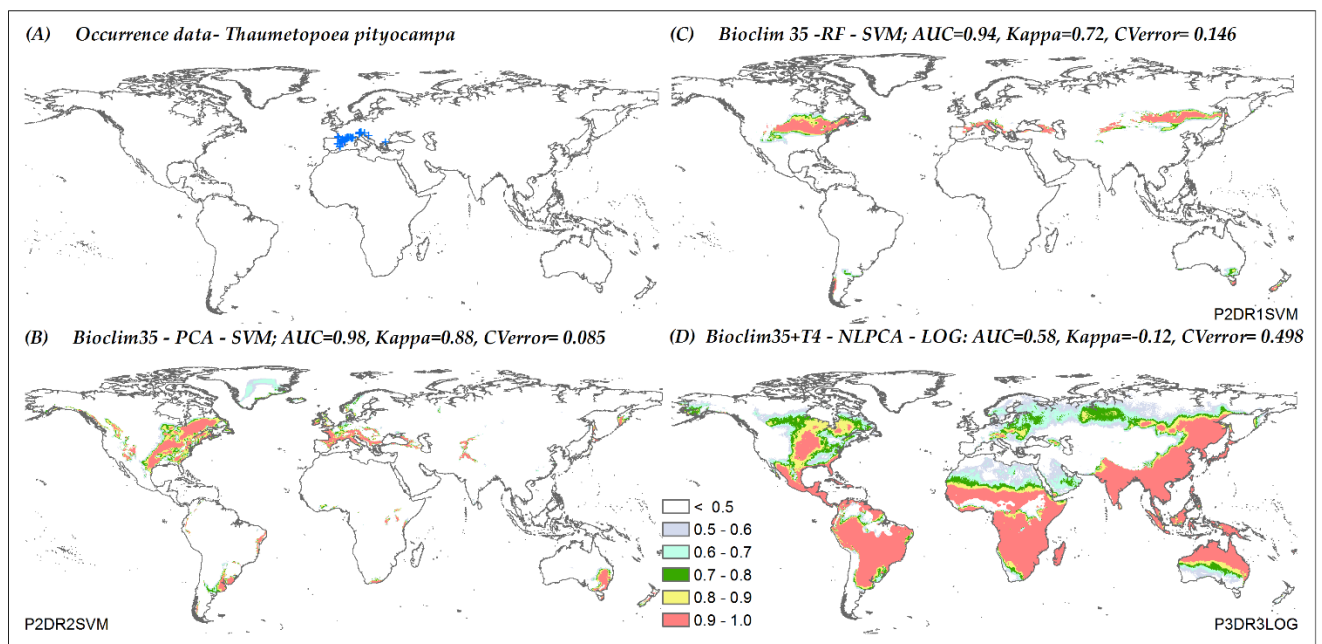 (A) Occurrence data- Thaumetopoea pityocampa
(C) Bioclim 35 -RF - SVM; AUC=0.94, Kappa=0.72, CVerror= 0.146
P2DR1SVM
(B) Bioclim35 - PCA - SVM; AUC=0.98, Kappa=0.88, CVerror= 0.085
(D) Bioclim35+T4 - NLPCA - LOG: AUC=0.58, Kappa=-0.12, CVerror= 0.498
< 0.5
0.5 - 0.6
0.6 - 0.7
0.7 - 0.8
0.8 - 0.9
0.9 - 1.0
P2DR2SVM
P3DR3LOG